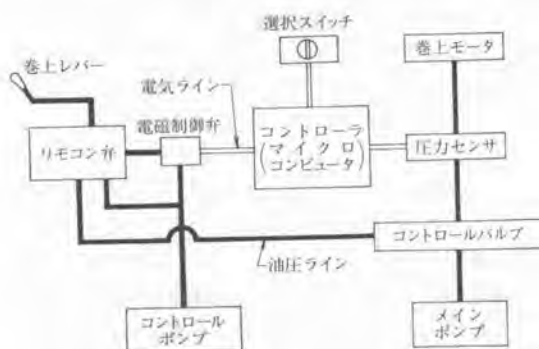 選択スイッチ
巻上モータ
巻上レバー
電気ライン
電磁制御弁
リモコン弁
コントローラ
(マイクロ
コンピュータ)
圧力センサ
コントロールバルブ
油圧ライン
コントロール
ポンプ
メイン
ポンプ